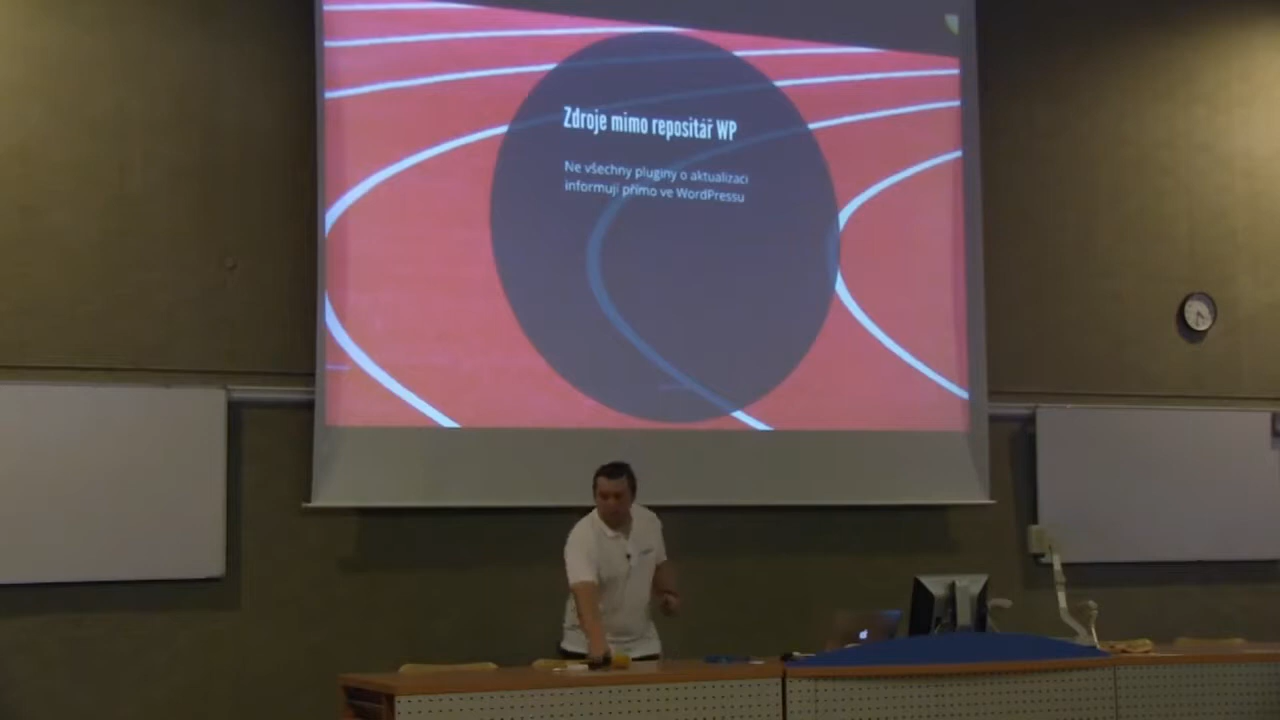 Zdroje mimo repositář WP
Ne všechny pluginy o aktualizaci
informují přímo ve WordPressu